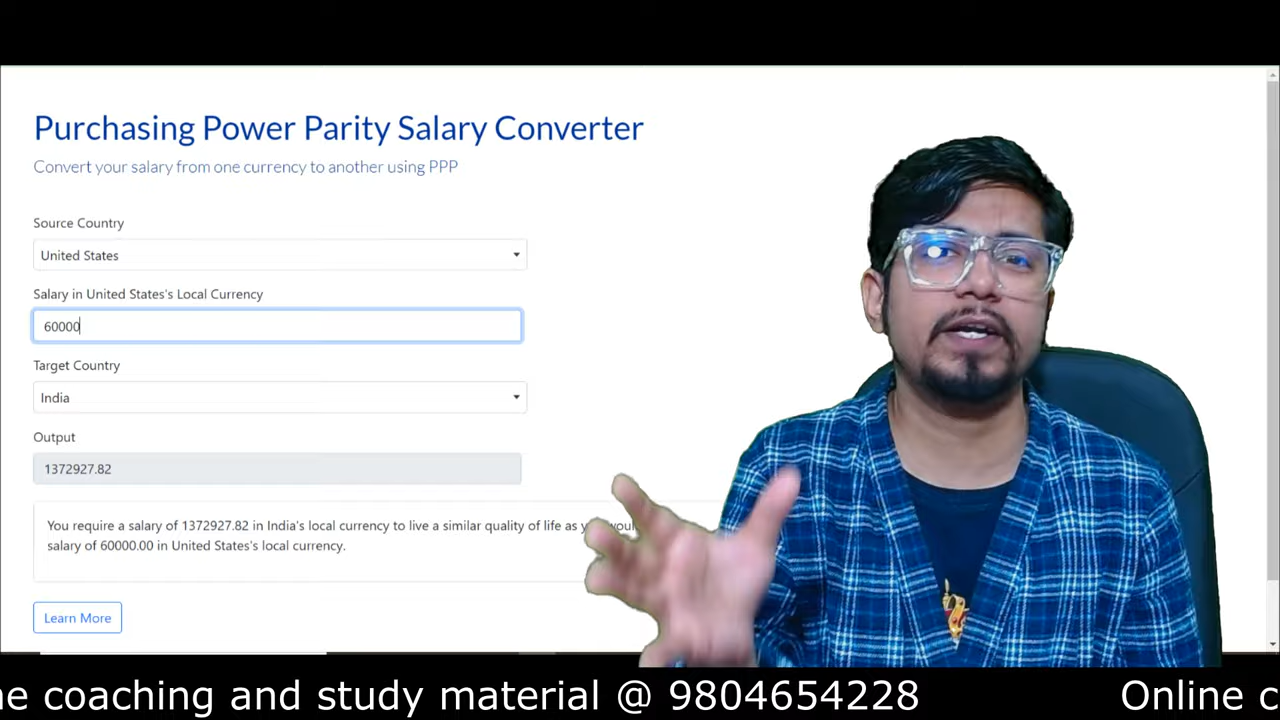 Purchasing Power Parity Salary Converter
Convert your salary from one currency to another using PPP
Source Country
United States
Salary in United States's Local Currency
60000
Target Country
India
Output
1372927.82
You require a salary of 1372927.82 in India's local currency to live a similar quality of life as
salary of 60000.00 in United States's local currency.
Learn More
ne coaching and study material @ 9804654228 Online c